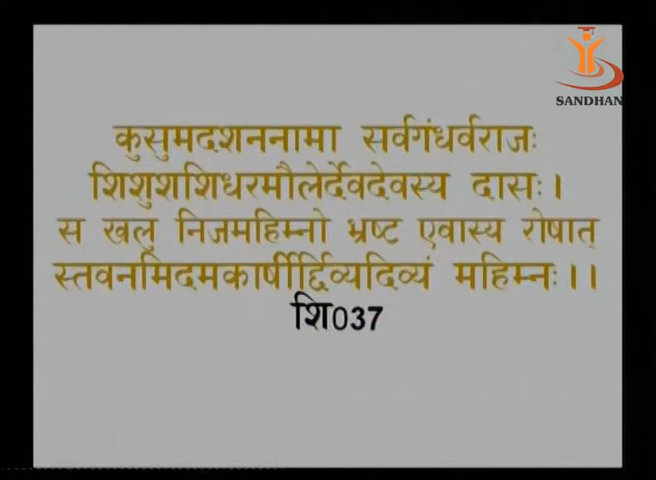 SANDHAN
कुसुमदशननामा सर्वगंधर्वराजः
शिशुशशिधरमौलेर्देवदेवस्य दासः।
स खलु निजमहिम्नो भ्रष्ट एवास्य रोषात्
स्तवनमिदमकार्षीर्द्दिव्यदिव्यं महिम्नः।।
शि037